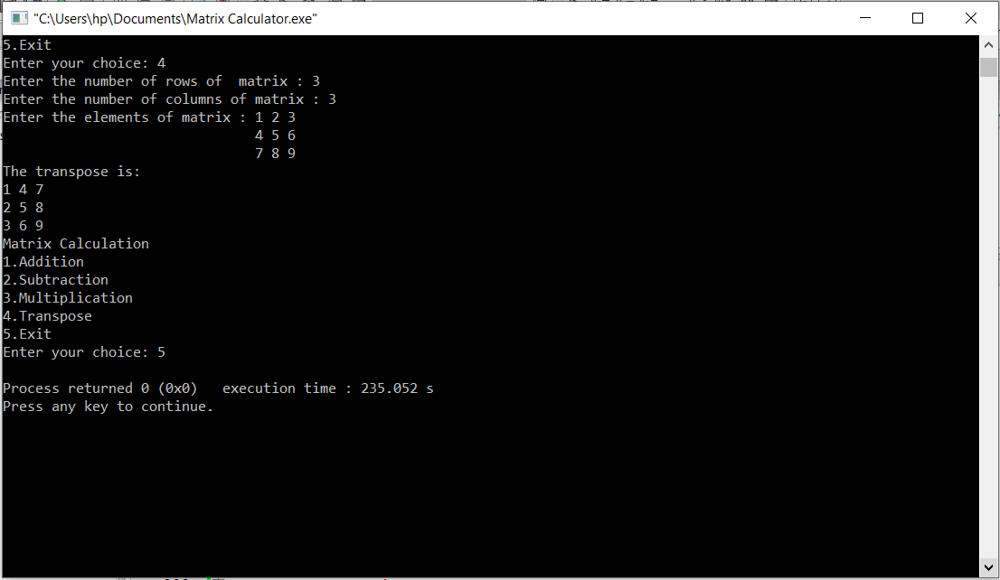 "C:\Users\hp\Documents\Matrix Calculator.exe"
5.Exit
Enter your choice: 4
Enter the number of rows of  matrix : 3
Enter the number of columns of matrix : 3
Enter the elements of matrix : 1 2 3
                               4 5 6
                               7 8 9
The transpose is:
1 4 7
2 5 8
3 6 9
Matrix Calculation
1.Addition
2.Subtraction
3.Multiplication
4.Transpose
5.Exit
Enter your choice: 5

Process returned 0 (0x0)   execution time : 235.052 s
Press any key to continue.